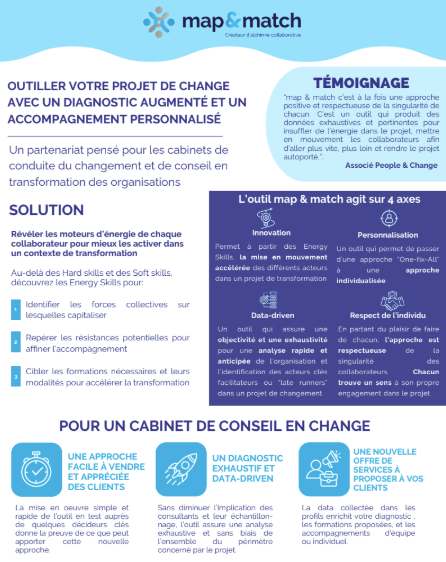 map&match
Créateur d'alchimie collaborative
OUTILLER VOTRE PROJET DE CHANGE
AVEC UN DIAGNOSTIC AUGMENTÉ ET UN
ACCOMPAGNEMENT PERSONNALISÉ
Un partenariat pensé pour les cabinets de
conduite du changement et de conseil en
transformation des organisations
TÉMOIGNAGE
"map & match c'est à la fois une approche
positive et respectueuse de la singularité de
chacun. C'est un outil qui produit des
données exhaustives et pertinentes pour
insuffler de l'énergie dans le projet, mettre
en mouvement les collaborateurs afin
d'aller plus vite, plus loin et rendre le projet
autoporté.".
Associé People & Change
SOLUTION
Révéler les moteurs d'énergie de chaque
collaborateur pour mieux les activer dans
un contexte de transformation
Au-delà des Hard skills et des Soft skills,
découvrez les Energy Skills pour:
1 Identifier les forces collectives sur
lesquelles capitaliser
2 Repérer les résistances potentielles pour
affiner l'accompagnement
3 Cibler les formations nécessaires et leurs
modalités pour accélérer la transformation
L'outil map & match agit sur 4 axes
Innovation
Permet à partir des Energy
Skills, la mise en mouvement
accélérée des différents acteurs
dans un projet de transformation
Personnalisation
Un outil qui permet de passer
d'une approche "One-fix-All"
à une approche
individualisée
Data-driven
Un outil qui assure une
objectivité et une exhaustivité
pour une analyse rapide et
anticipée de l'organisation et
l'identification des acteurs clés
facilitateurs ou "late runners"
dans un projet de changement
Respect de l'individu
En partant du plaisir de faire
de chacun, l'approche est
respectueuse de la
singularité des
collaborateurs. Chacun
trouve un sens à son propre
engagement dans le projet
POUR UN CABINET DE CONSEIL EN CHANGE
UNE APPROCHE
FACILE À VENDRE
ET APPRÉCIÉE
DES CLIENTS
La mise en oeuvre simple et
rapide de l'outil en test auprès
de quelques décideurs clés
donne la preuve de ce que peut
apporter cette nouvelle
approche.
UN DIAGNOSTIC
EXHAUSTIF ET
DATA-DRIVEN
Sans diminuer l'implication des
consultants et leur échantillon-
nage, l'outil assure une analyse
exhaustive et sans biais de
l'ensemble du périmètre
concerné par le projet.
UNE NOUVELLE
OFFRE DE
SERVICES À
PROPOSER À VOS
CLIENTS
La data collectée dans les
profils enrichit votre diagnostic ,
les formations proposées, et les
accompagnements d'équipe
ou individuel.